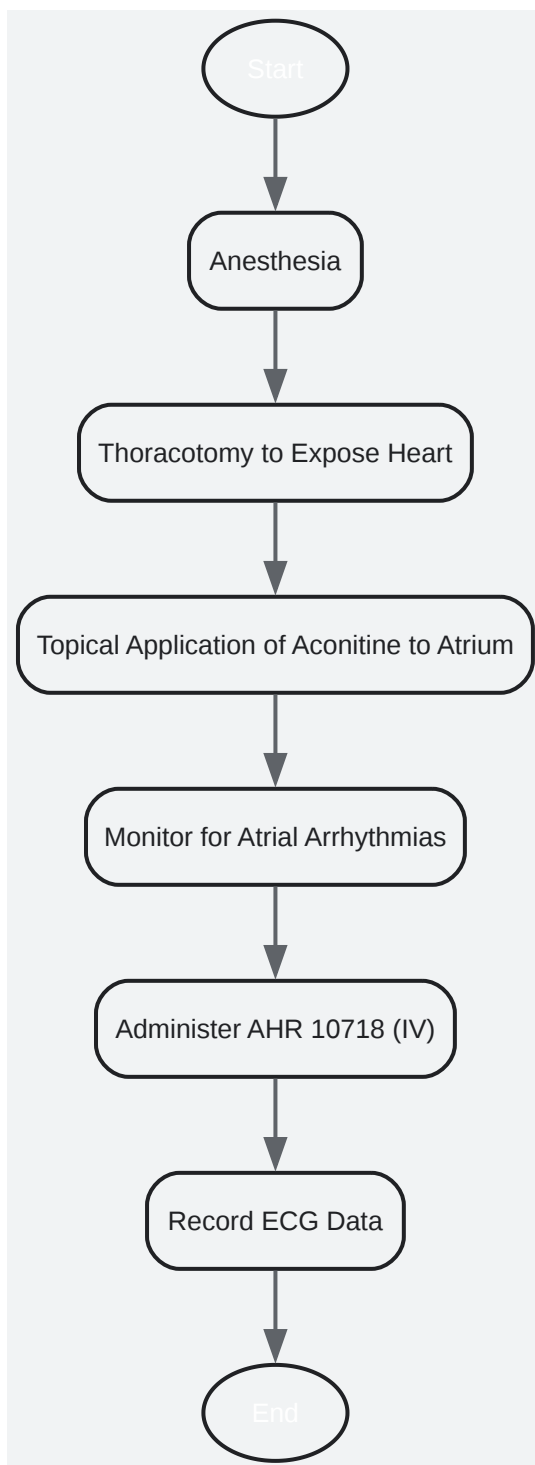 Start
Anesthesia
Thoracotomy to Expose Heart
Topical Application of Aconitine to Atrium
Monitor for Atrial Arrhythmias
Administer AHR 10718 (IV)
Record ECG Data
End